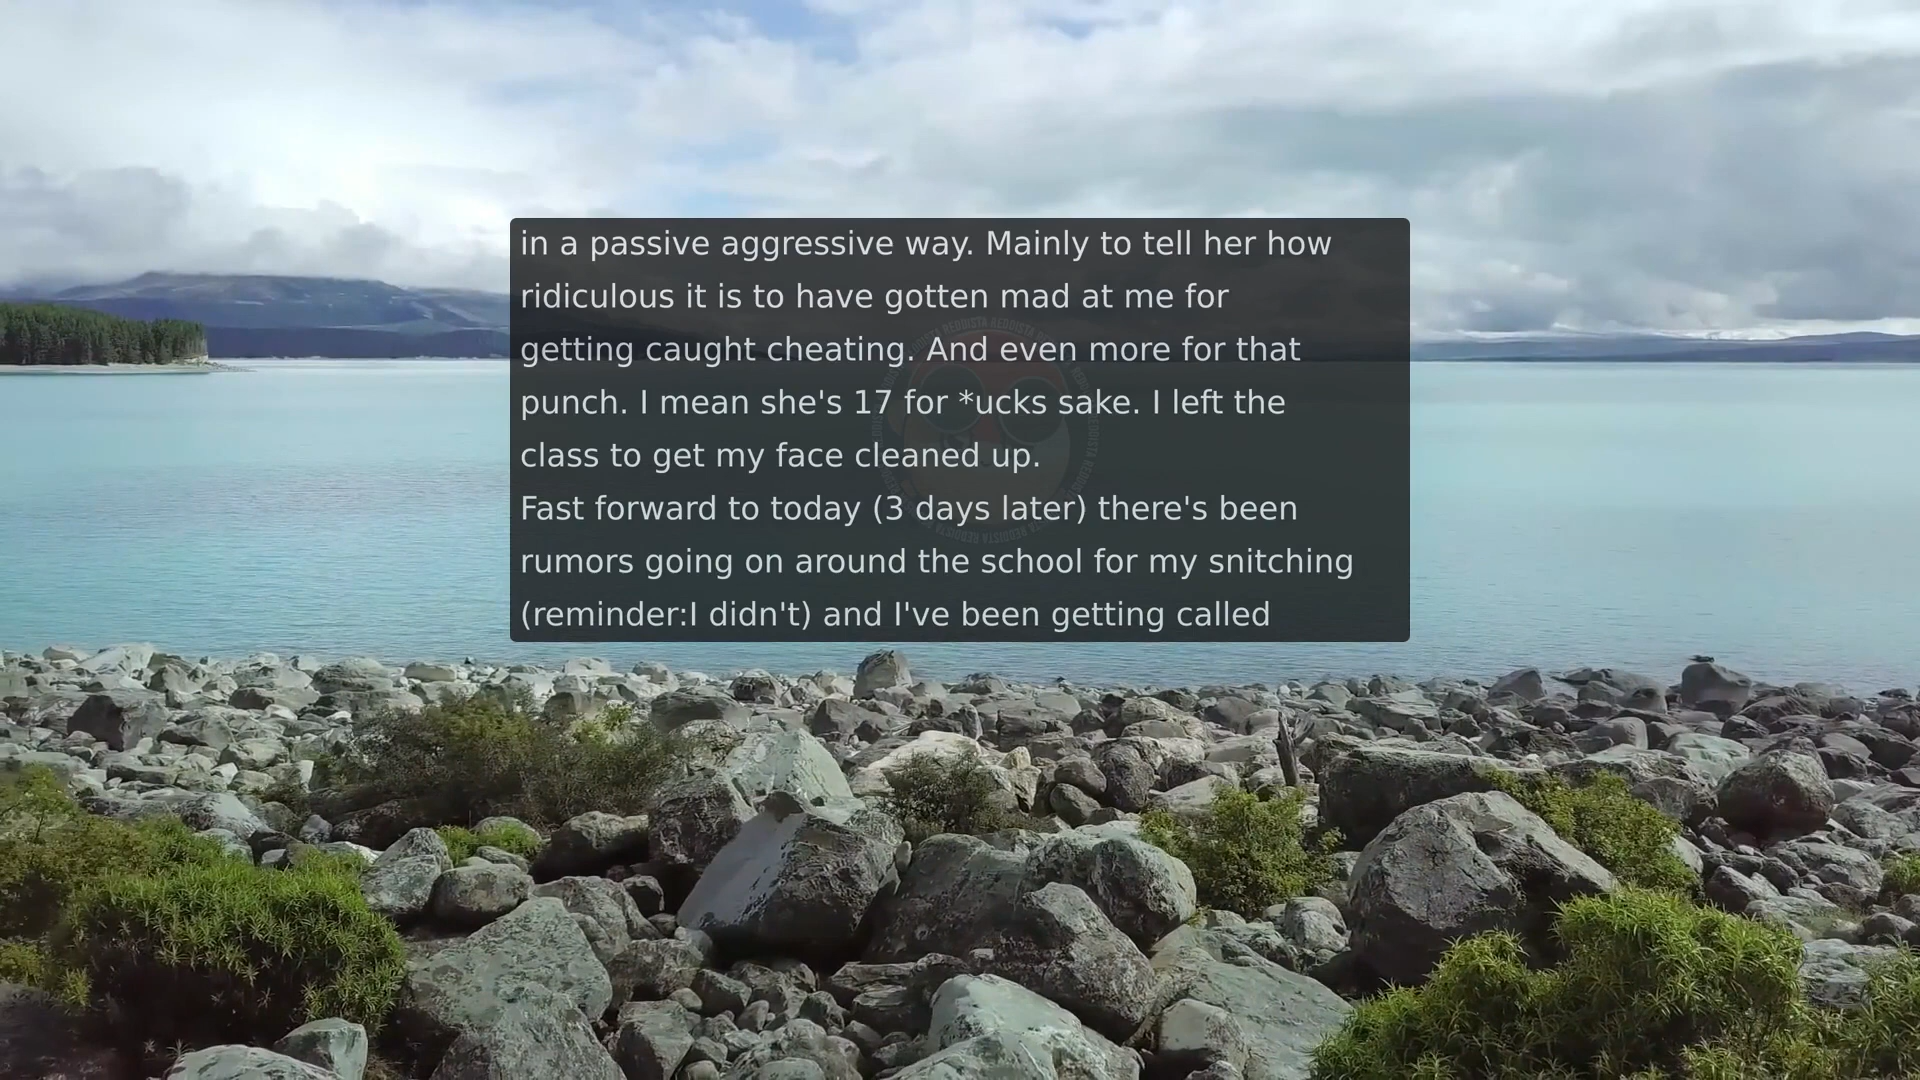 in a passive aggressive way. Mainly to tell her how
ridiculous it is to have gotten mad at me for
getting caught cheating. And even more for that
punch. I mean she's 17 for *ucks sake. I left the
class to get my face cleaned up.
Fast forward to today (3 days later) there's been
rumors going on around the school for my snitching
(reminder:I didn't) and I've been getting called
REDDISTA REDDISTA